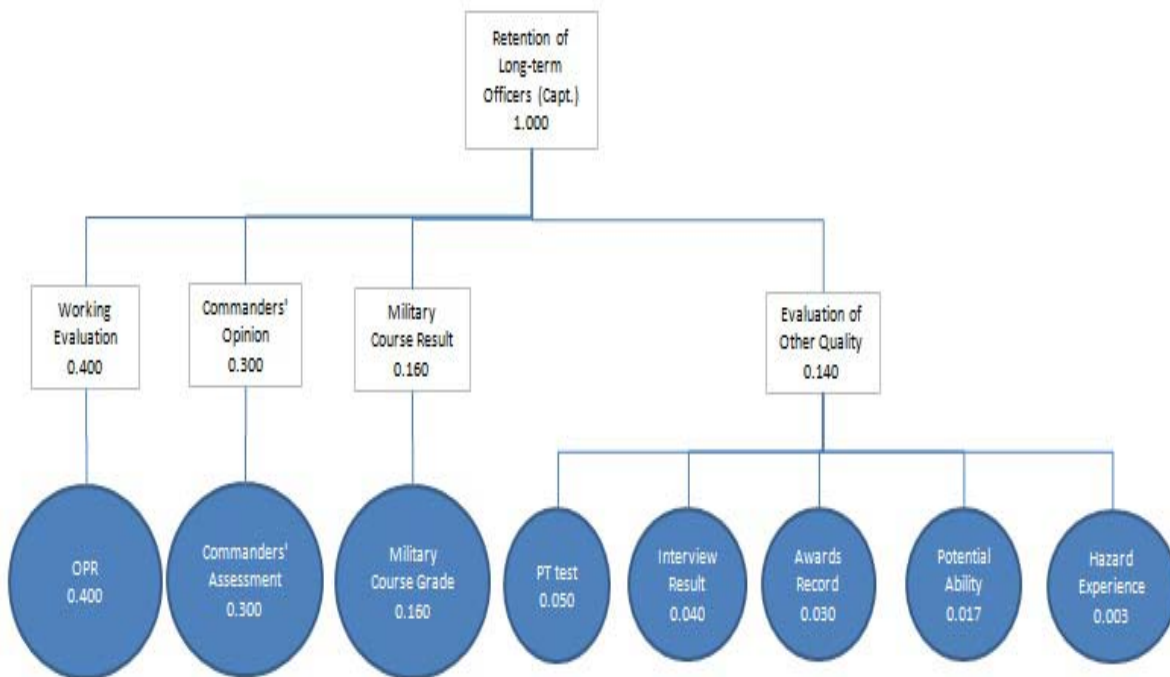 Retention of
Long-term
Officers (Capt.)
1.000
Working
Evaluation
0.400
Commanders'
Opinion
0.300
Military
Course Result
0.160
Evaluation of
Other Quality
0.140
OPR
0.400
Commanders'
Assessment
0.300
Military
Course Grade
0.160
PT test
0.050
Interview
Result
0.040
Awards
Record
0.030
Potential
Ability
0.017
Hazard
Experience
0.003